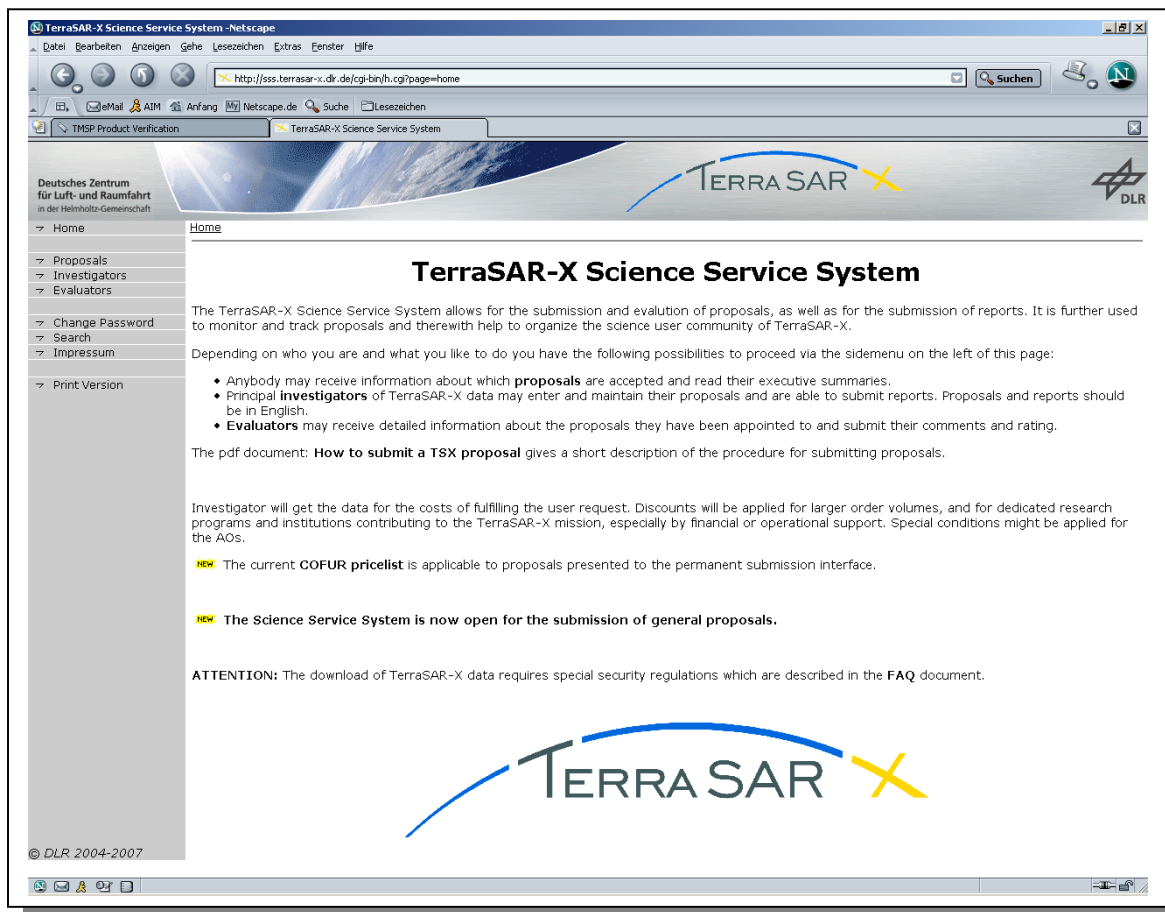 TerraSAR-X Science Service System -Netscape
Datei Bearbeiten Anzeigen Gehe Lesezeichen Extras Fenster Hilfe
http://sss.terrasar-x.dlr.de/cgi-bin/h.cgi?page=home
Suchen
N
eMail AIM Anfang My Netscape.de Suche Lesezeichen
TMSP Product Verification
TerraSAR-X Science Service System
Deutsches Zentrum
für Luft- und Raumfahrt
in der Helmholtz-Gemeinschaft
TERRA SAR X
DLR
Home
Proposals
Investigators
Evaluators
Change Password
Search
Impressum
Print Version
Home
TerraSAR-X Science Service System
The TerraSAR-X Science Service System allows for the submission and evalution of proposals, as well as for the submission of reports. It is further used
to monitor and track proposals and therewith help to organize the science user community of TerraSAR-X.
Depending on who you are and what you like to do you have the following possibilities to proceed via the sidemenu on the left of this page:
• Anybody may receive information about which proposals are accepted and read their executive summaries.
• Principal investigators of TerraSAR-X data may enter and maintain their proposals and are able to submit reports. Proposals and reports should
be in English.
• Evaluators may receive detailed information about the proposals they have been appointed to and submit their comments and rating.
The pdf document: How to submit a TSX proposal gives a short description of the procedure for submitting proposals.
Investigator will get the data for the costs of fulfilling the user request. Discounts will be applied for larger order volumes, and for dedicated research
programs and institutions contributing to the TerraSAR-X mission, especially by financial or operational support. Special conditions might be applied for
the AOs.
NEW The current COFUR pricelist is applicable to proposals presented to the permanent submission interface.
NEW The Science Service System is now open for the submission of general proposals.
ATTENTION: The download of TerraSAR-X data requires special security regulations which are described in the FAQ document.
TERRA SAR X
© DLR 2004-2007